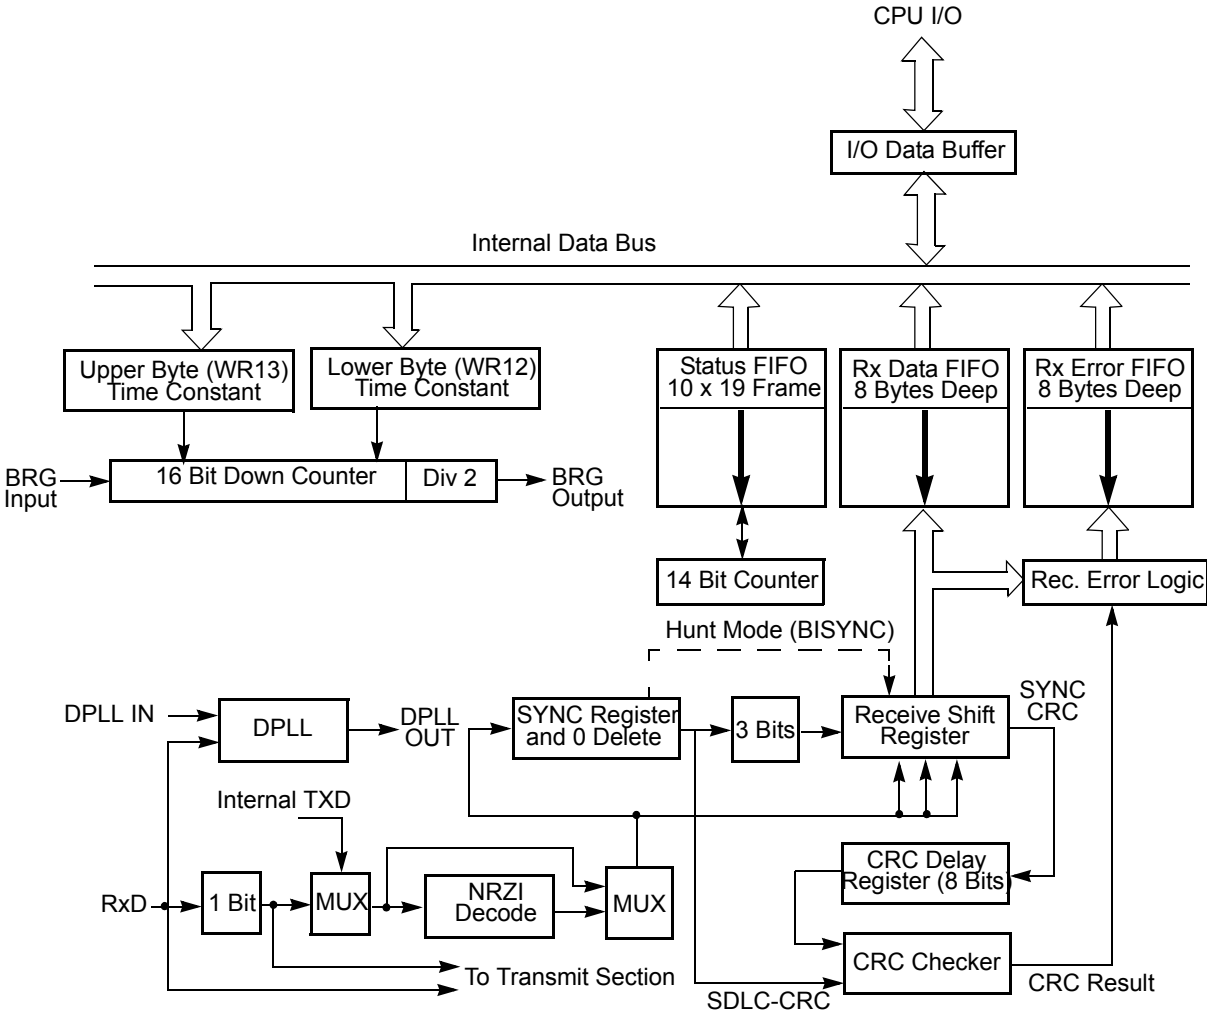 CPU I/O
I/O Data Buffer
Internal Data Bus
Upper Byte (WR13)
Time Constant
Lower Byte (WR12)
Time Constant
Status FIFO
10 x 19 Frame
Rx Data FIFO
8 Bytes Deep
Rx Error FIFO
8 Bytes Deep
BRG
Input
16 Bit Down Counter
Div 2
BRG
Output
14 Bit Counter
Rec. Error Logic
Hunt Mode (BISYNC)
DPLL IN
DPLL
DPLL
OUT
SYNC Register
and 0 Delete
3 Bits
Receive Shift
Register
SYNC
CRC
Internal TXD
RxD
1 Bit
MUX
NRZI
Decode
MUX
CRC Delay
Register (8 Bits)
CRC Checker
To Transmit Section
SDLC-CRC
CRC Result